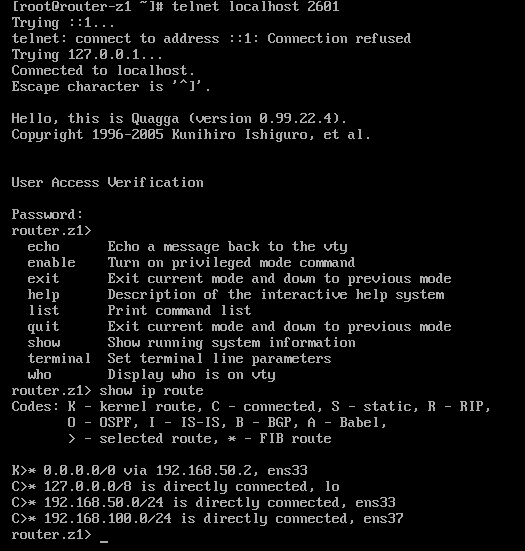 [root@router-z1 ~]# telnet localhost 2601
Trying ::1...
telnet: connect to address ::1: Connection refused
Trying 127.0.0.1...
Connected to localhost.
Escape character is '^]'.

Hello, this is Quagga (version 0.99.22.4).
Copyright 1996-2005 Kunihiro Ishiguro, et al.


User Access Verification

Password:
router.z1>
  echo      Echo a message back to the vty
  enable    Turn on privileged mode command
  exit      Exit current mode and down to previous mode
  help      Description of the interactive help system
  list      Print command list
  quit      Exit current mode and down to previous mode
  show      Show running system information
  terminal  Set terminal line parameters
  who       Display who is on vty
router.z1> show ip route
Codes: K - kernel route, C - connected, S - static, R - RIP,
       O - OSPF, I - IS-IS, B - BGP, A - Babel,
       > - selected route, * - FIB route

K>* 0.0.0.0/0 via 192.168.50.2, ens33
C>* 127.0.0.0/8 is directly connected, lo
C>* 192.168.50.0/24 is directly connected, ens33
C>* 192.168.100.0/24 is directly connected, ens37
router.z1> _